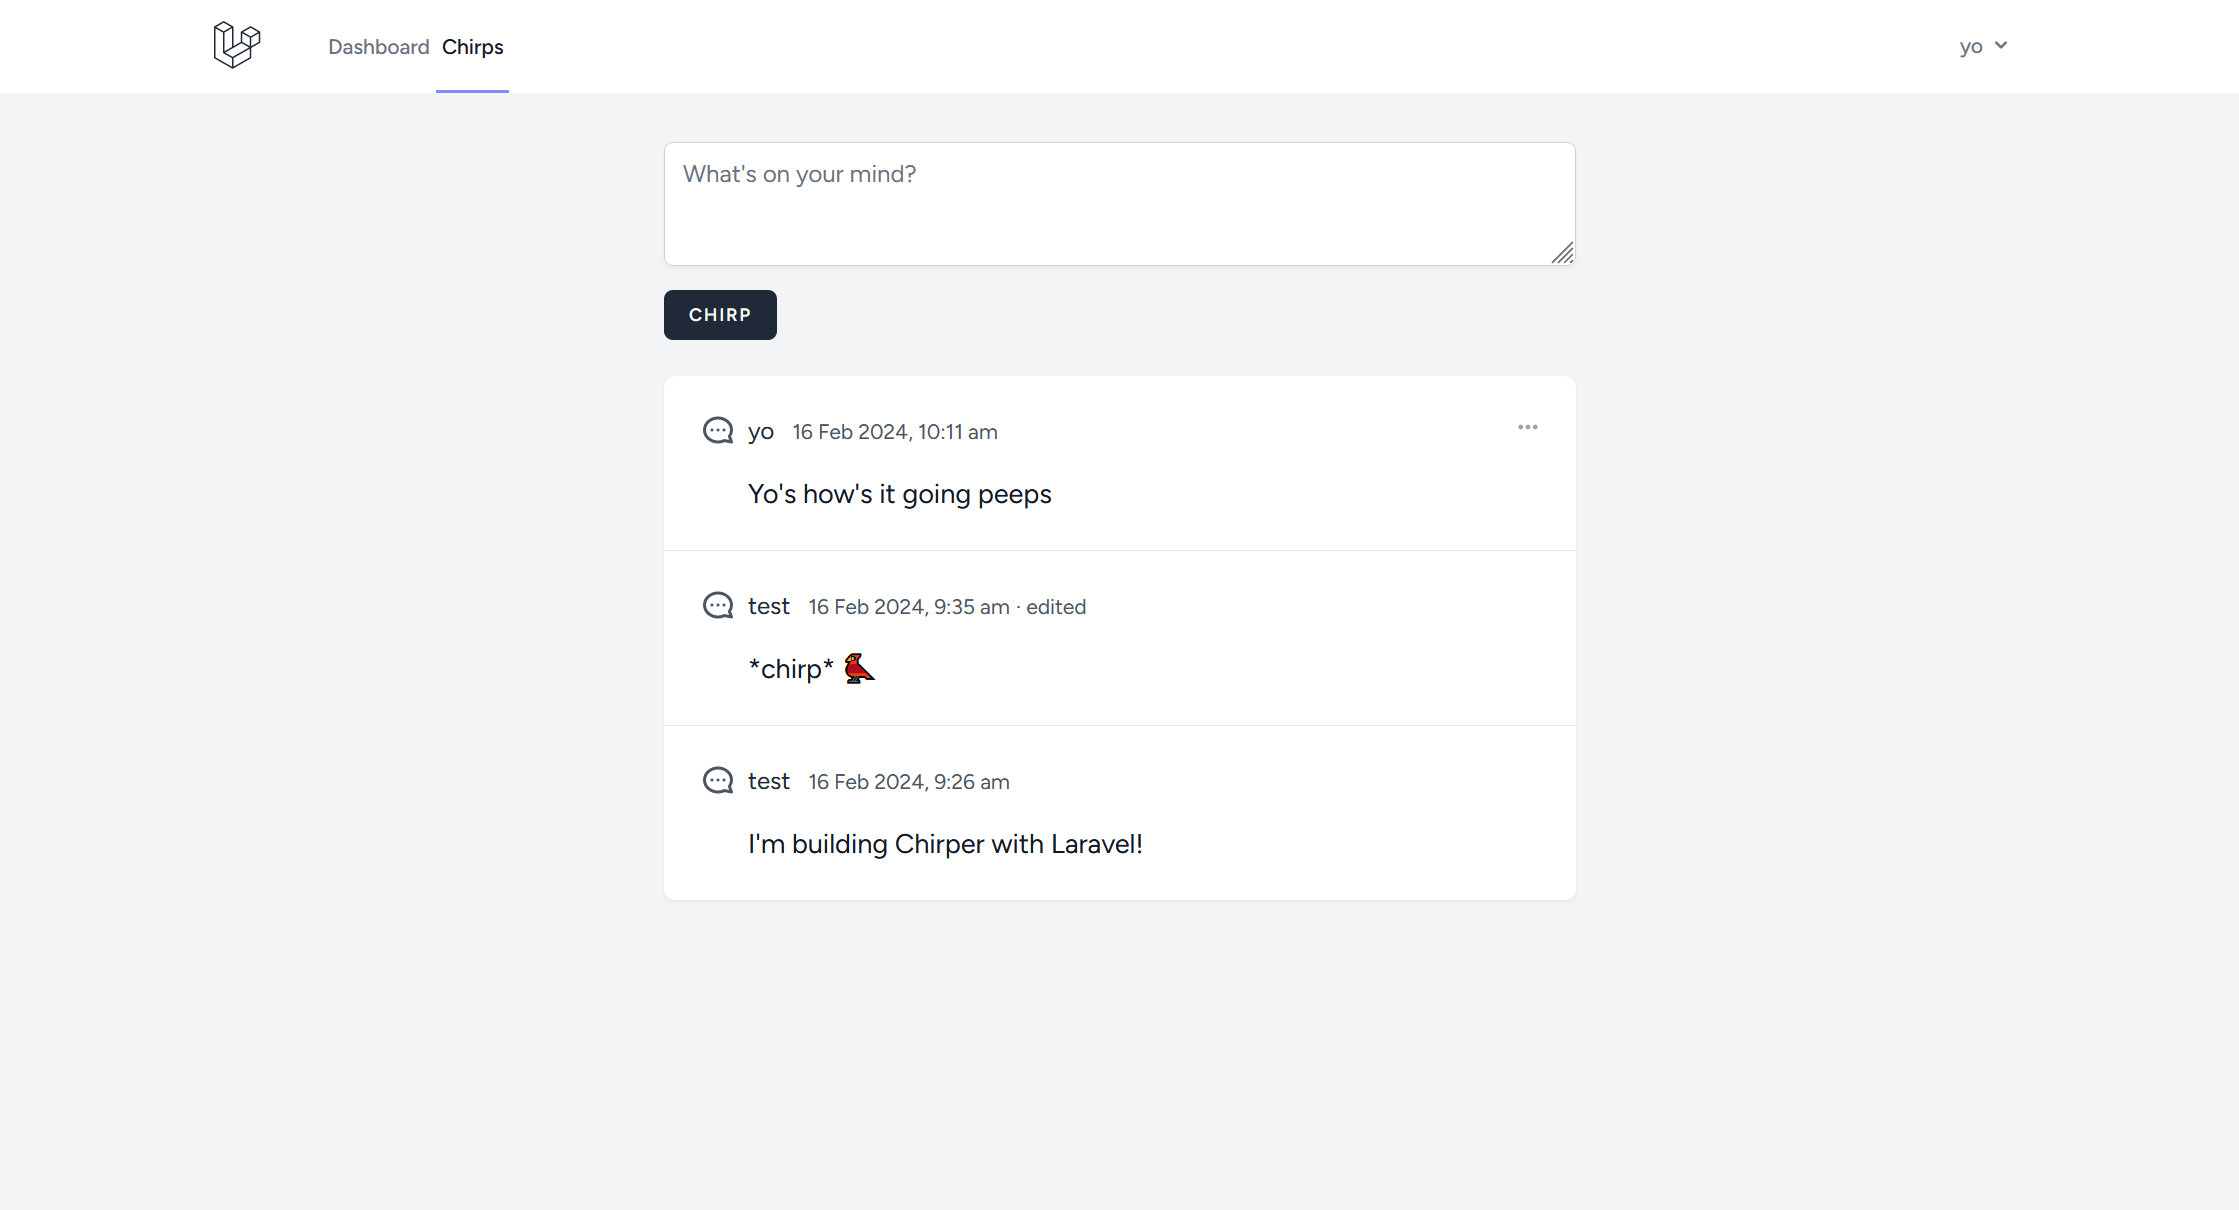 Dashboard Chirps yo
What's on your mind?
CHIRP
yo 16 Feb 2024, 10:11 am
Yo's how's it going peeps
test 16 Feb 2024, 9:35 am · edited
*chirp*
test 16 Feb 2024, 9:26 am
I'm building Chirper with Laravel!